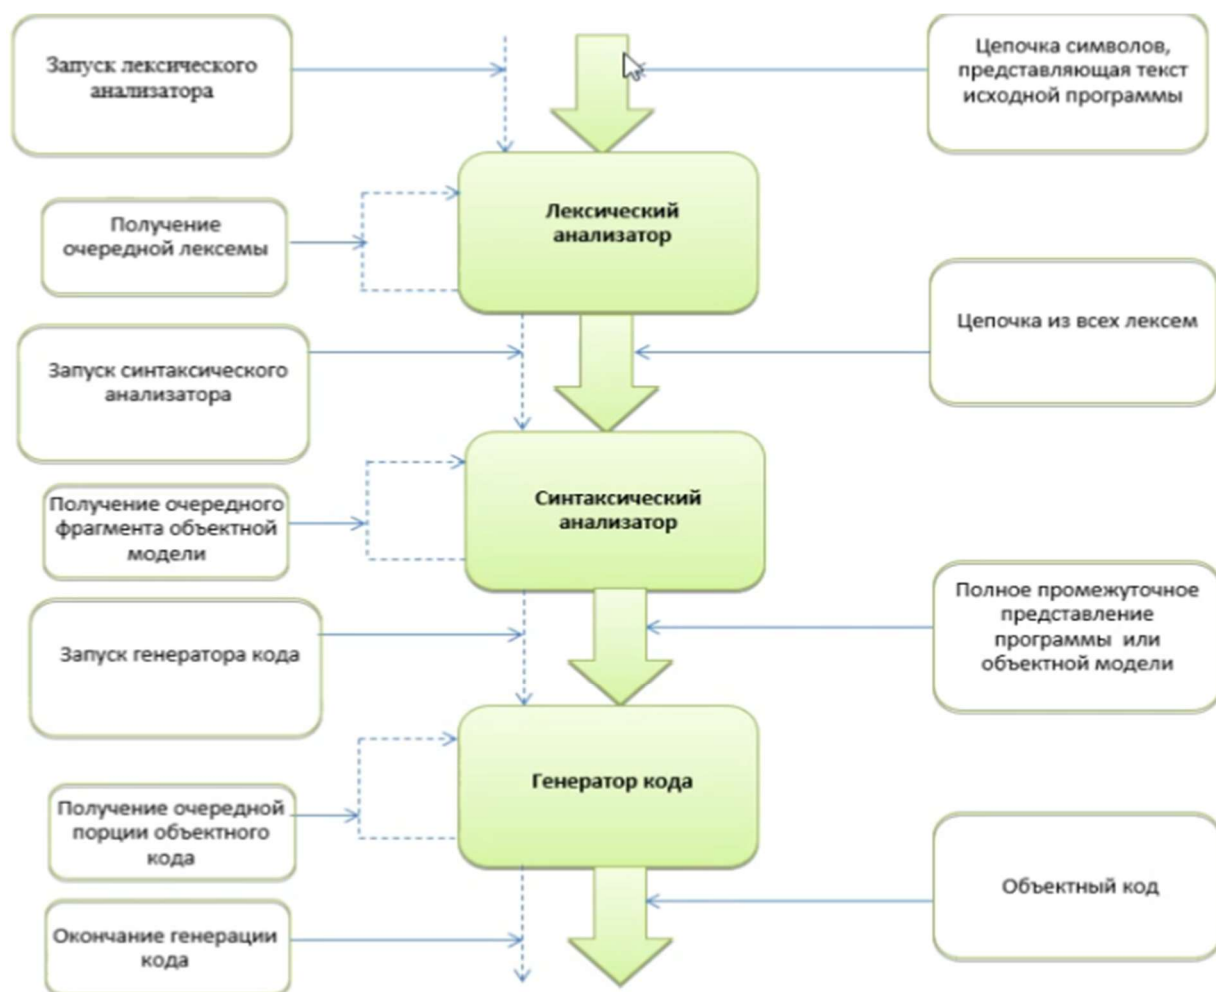 Запуск лексического
анализатора
Цепочка символов,
представляющая текст
исходной программы
Лексический
анализатор
Получение
очередной лексемы
Цепочка из всех лексем
Запуск синтаксического
анализатора
Синтаксический
анализатор
Получение очередного
фрагмента объектной
модели
Полное промежуточное
представление
программы или
объектной модели
Запуск генератора кода
Генератор кода
Получение очередной
порции объектного
кода
Объектный код
Окончание генерации
кода